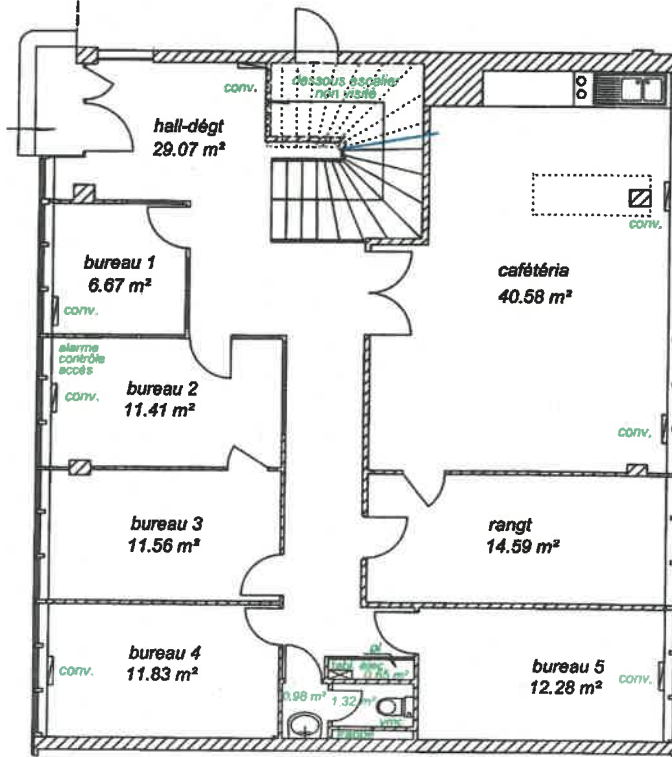 dessous escalier
non visité
conv.
hall-dégt
29.07 m²
conv.
bureau 1
6.67 m²
cafétéria
40.58 m²
conv.
alarme
contrôle
accès
conv.
bureau 2
11.41 m²
conv.
bureau 3
11.56 m²
rangt
14.59 m²
bureau 4
11.83 m²
conv.
pl
0.65 m²
bureau 5
12.28 m²
conv.
0.98 m²
1.32 m²
vmc
trappe